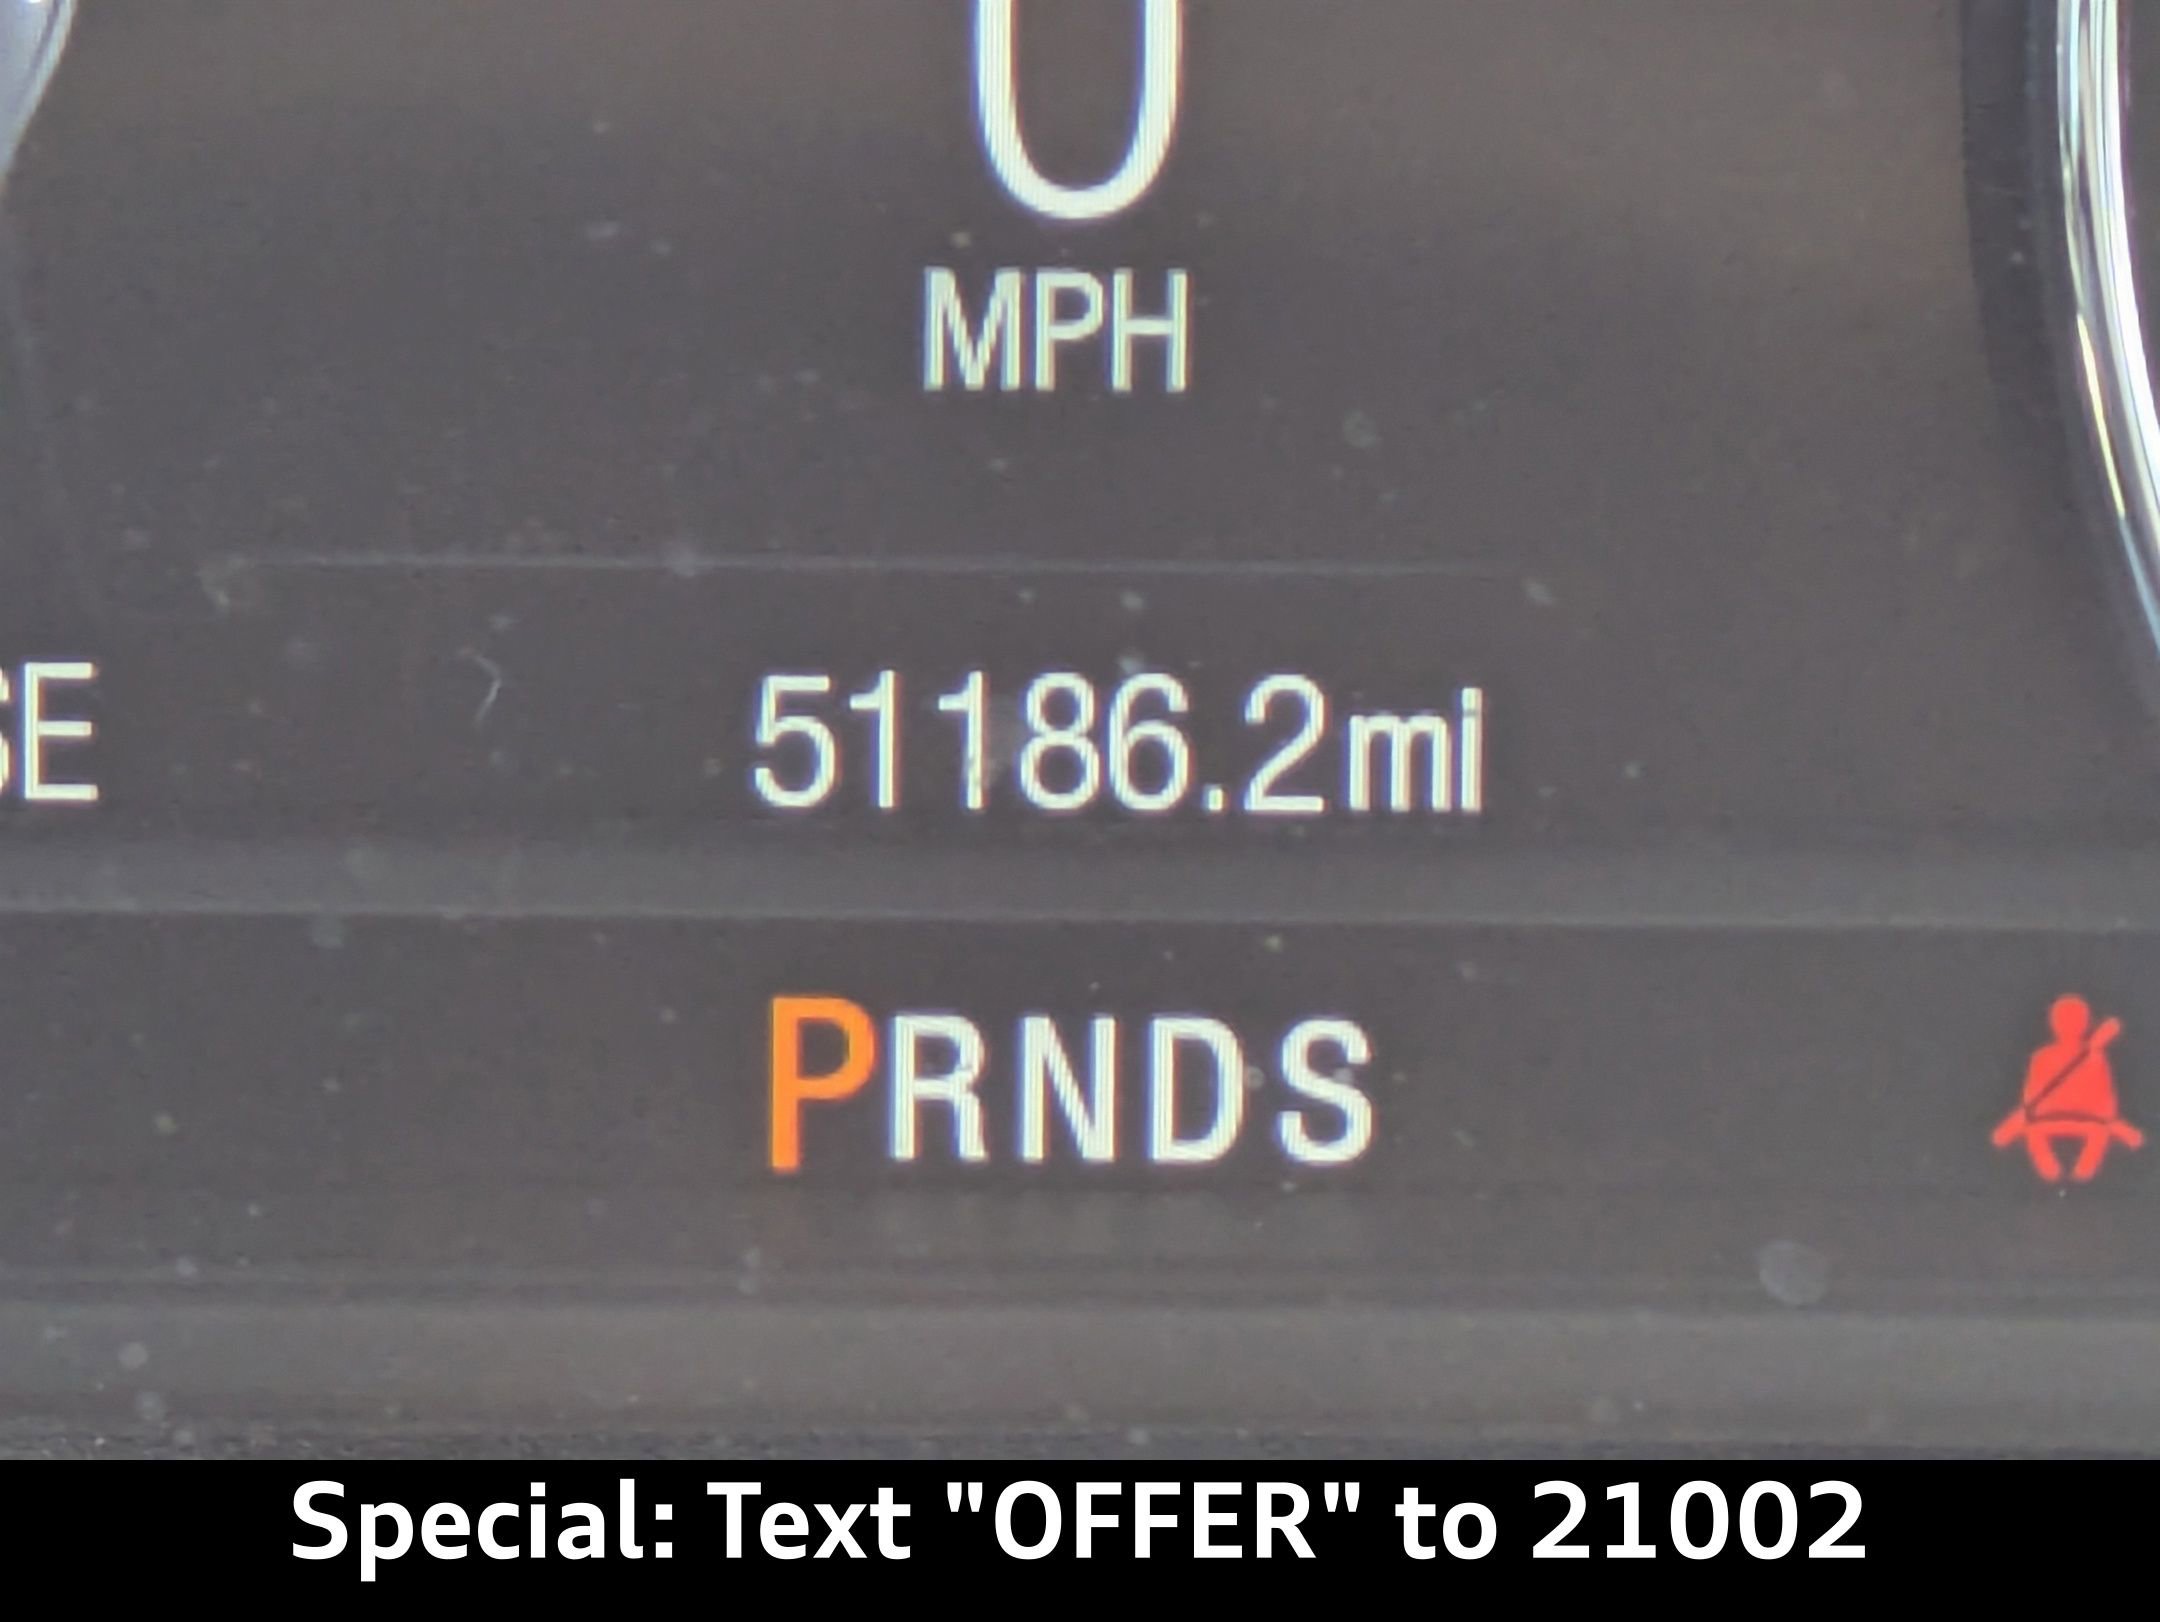 0
MPH
SE
51186.2mi
PRNDS
Special: Text "OFFER" to 21002